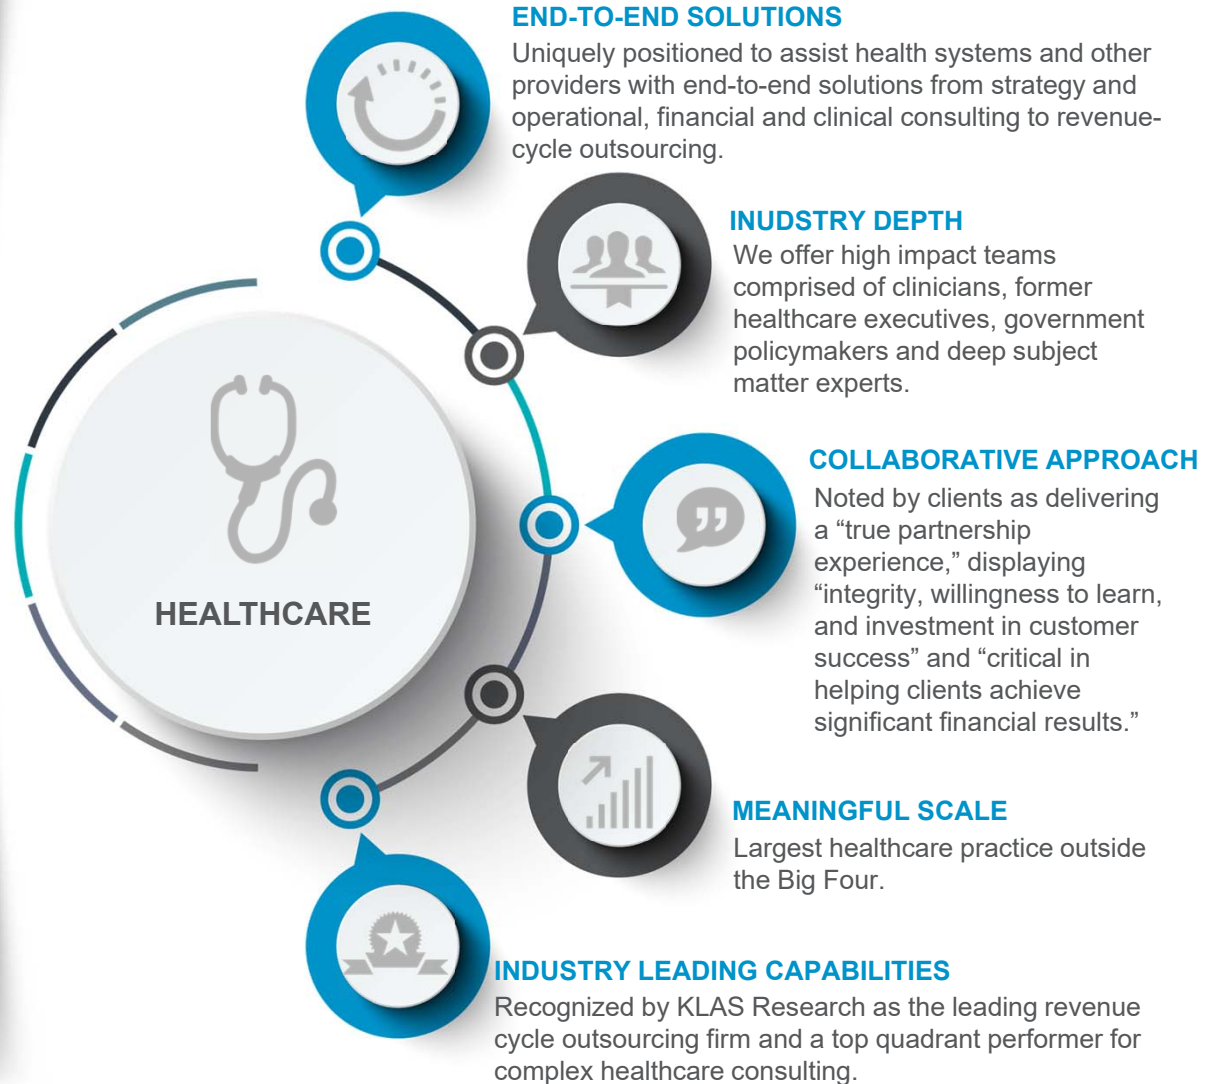 END-TO-END SOLUTIONS
Uniquely positioned to assist health systems and other
providers with end-to-end solutions from strategy and
operational, financial and clinical consulting to revenue-
cycle outsourcing.
INUDSTRY DEPTH
We offer high impact teams
comprised of clinicians, former
healthcare executives, government
policymakers and deep subject
matter experts.
COLLABORATIVE APPROACH
Noted by clients as delivering
a “true partnership
experience,” displaying
“integrity, willingness to learn,
and investment in customer
success” and “critical in
helping clients achieve
significant financial results.”
HEALTHCARE
MEANINGFUL SCALE
Largest healthcare practice outside
the Big Four.
INDUSTRY LEADING CAPABILITIES
Recognized by KLAS Research as the leading revenue
cycle outsourcing firm and a top quadrant performer for
complex healthcare consulting.